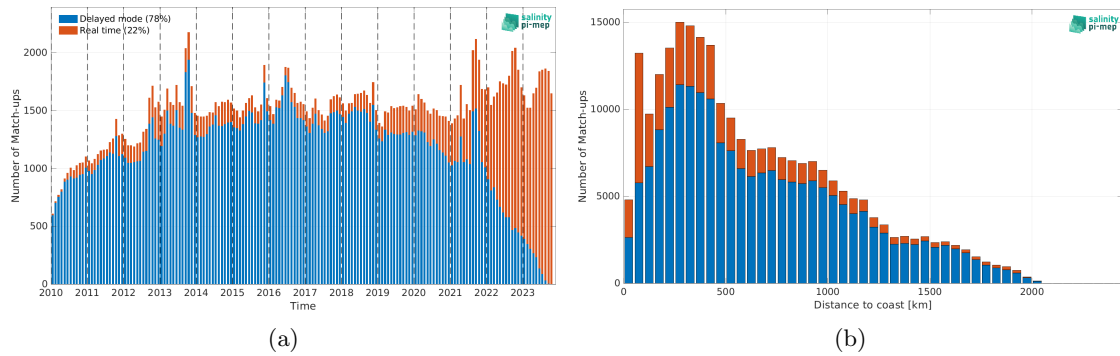 Delayed mode (78%)
Real time (22%)
salinity
pi-mep
Number of Match-ups
2000
1500
1000
500
0
2010 2011 2012 2013 2014 2015 2016 2017 2018 2019 2020 2021 2022 2023
Time
(a)
salinity
pi-mep
Number of Match-ups
15000
10000
5000
0
0 500 1000 1500 2000
Distance to coast [km]
(b)